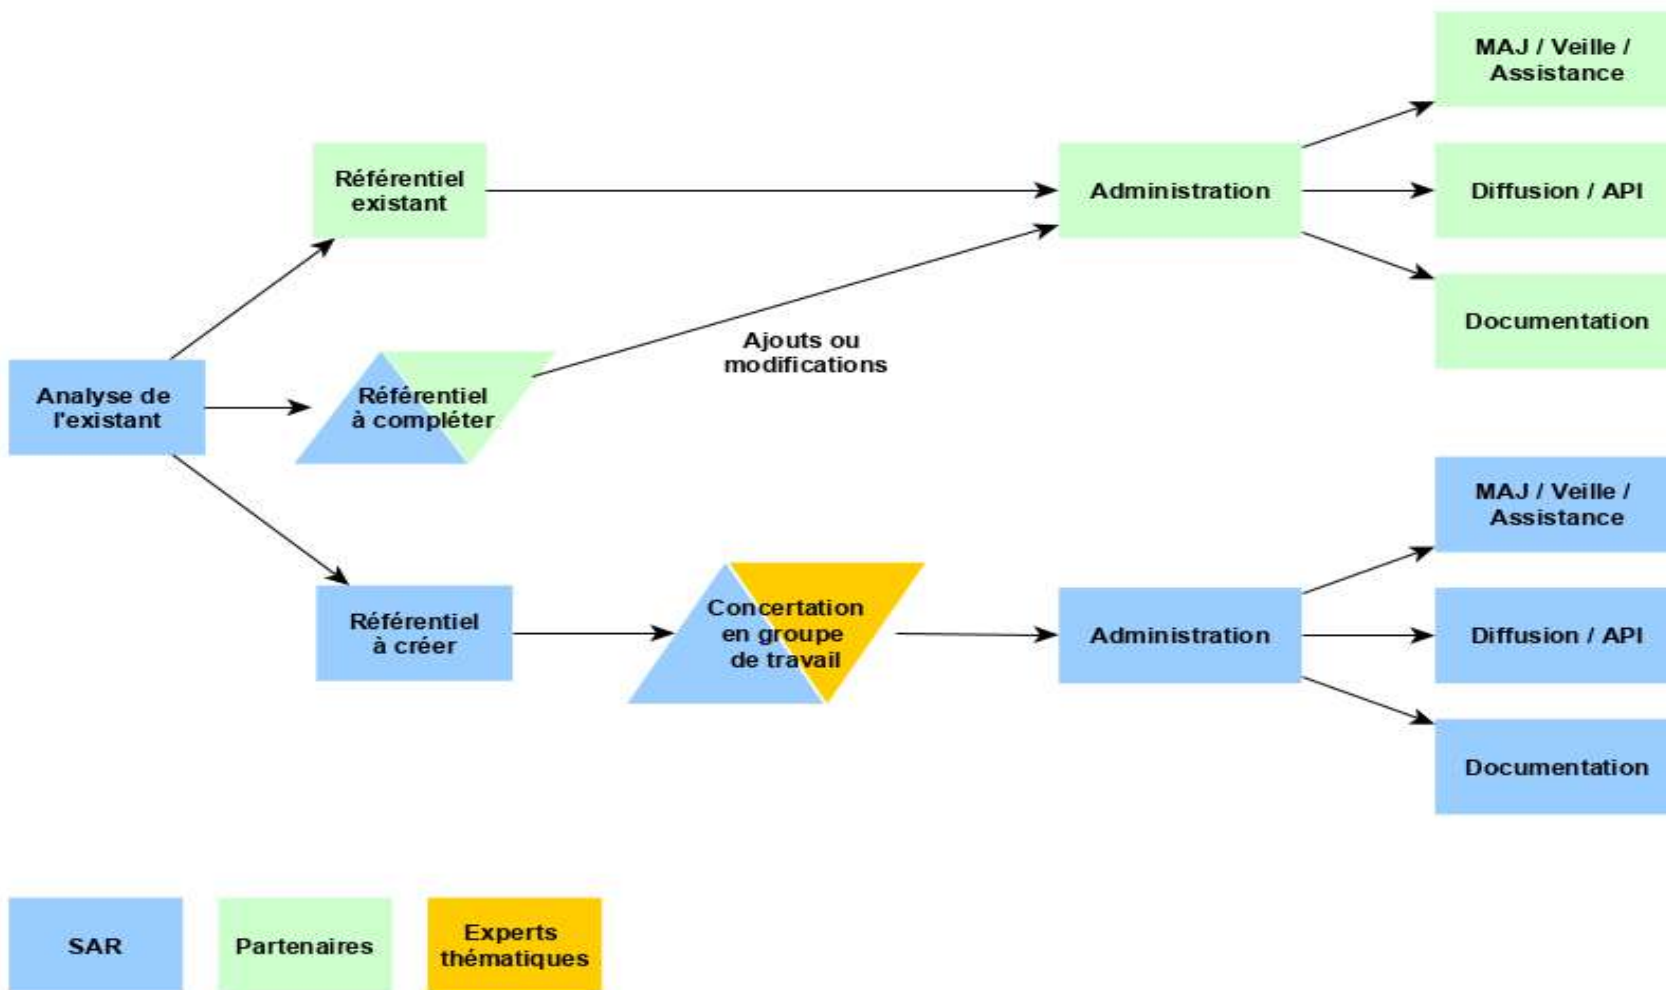 MAJ / Veille /
Assistance
Référentiel
existant
Administration
Diffusion / API
Documentation
Ajouts ou
modifications
Analyse de
l'existant
Référentiel
à compléter
MAJ / Veille /
Assistance
Référentiel
à créer
Concertation
en groupe
de travail
Administration
Diffusion / API
Documentation
SAR
Partenaires
Experts
thématiques